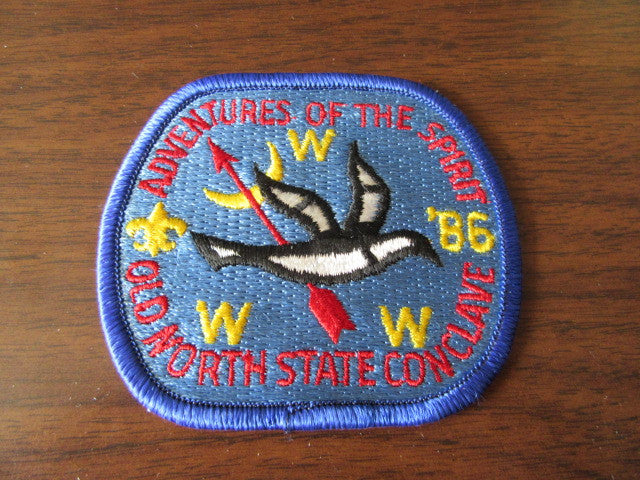 ADVENTURES OF THE SPIRIT
W
'86
W W
OLD NORTH STATE CONCLAVE